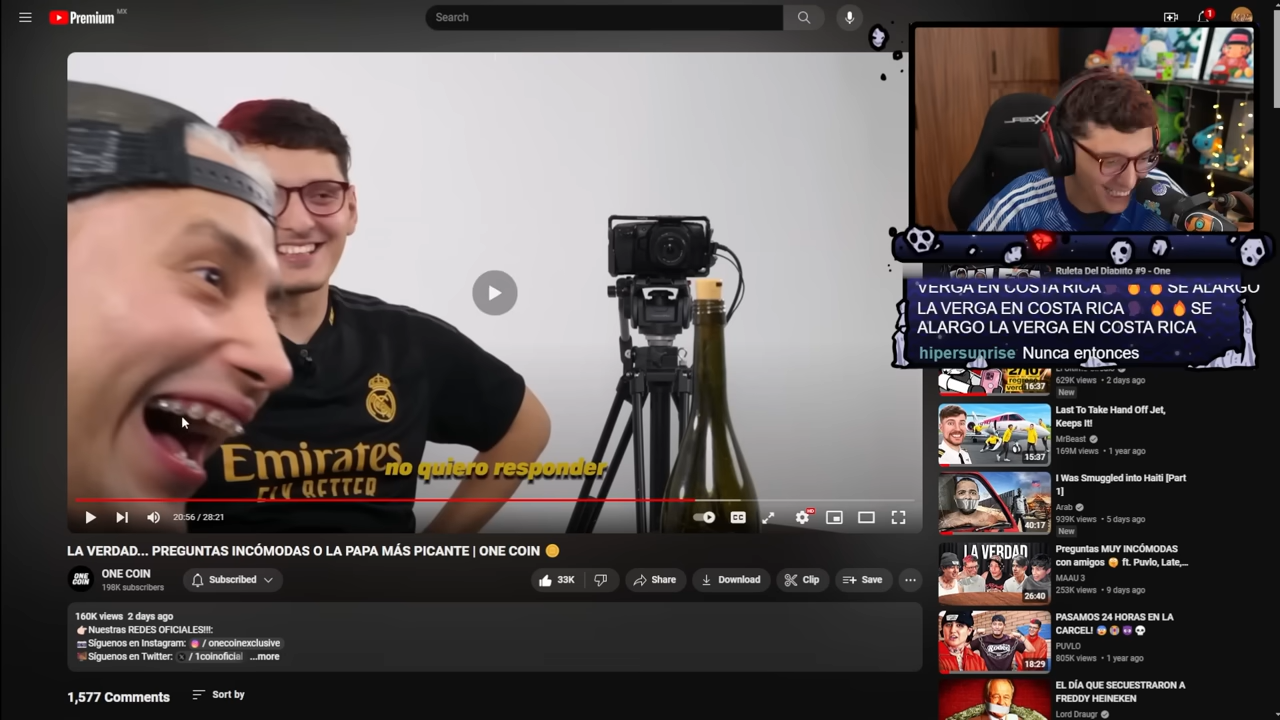 Premium MX
Search
1
Ruleta Del Diablito #9 - One
VERGA EN COSTA RICA 🔥 🔥 SE ALARGO
LA VERGA EN COSTA RICA 🔥 🔥 SE
ALARGO LA VERGA EN COSTA RICA
hipersunrise Nunca entonces
Emirates
FLY BETTER
no quiero responder
20:56 / 28:21
CC
HD
16:37
629K views • 2 days ago
New
15:37
Last To Take Hand Off Jet,
Keeps It!
MrBeast
169M views • 1 year ago
40:17
I Was Smuggled into Haiti [Part
1]
Arab
939K views • 5 days ago
New
LA VERDAD
26:40
Preguntas MUY INCÓMODAS
con amigos 😳 ft. Puvlo, Late,...
MAAU 3
253K views • 9 days ago
18:29
PASAMOS 24 HORAS EN LA
CARCEL!
PUVLO
805K views • 1 year ago
EL DÍA QUE SECUESTRARON A
FREDDY HEINEKEN
Lord Draugr
LA VERDAD... PREGUNTAS INCÓMODAS O LA PAPA MÁS PICANTE | ONE COIN 🪙
ONE COIN
ONE COIN
198K subscribers
Subscribed
33K
Share
Download
Clip
Save
160K views 2 days ago
👉🏻Nuestras REDES OFICIALES!!!:
📷Síguenos en Instagram: / onecoinexclusive
Síguenos en Twitter: / 1coinoficial ...more
1,577 Comments
Sort by